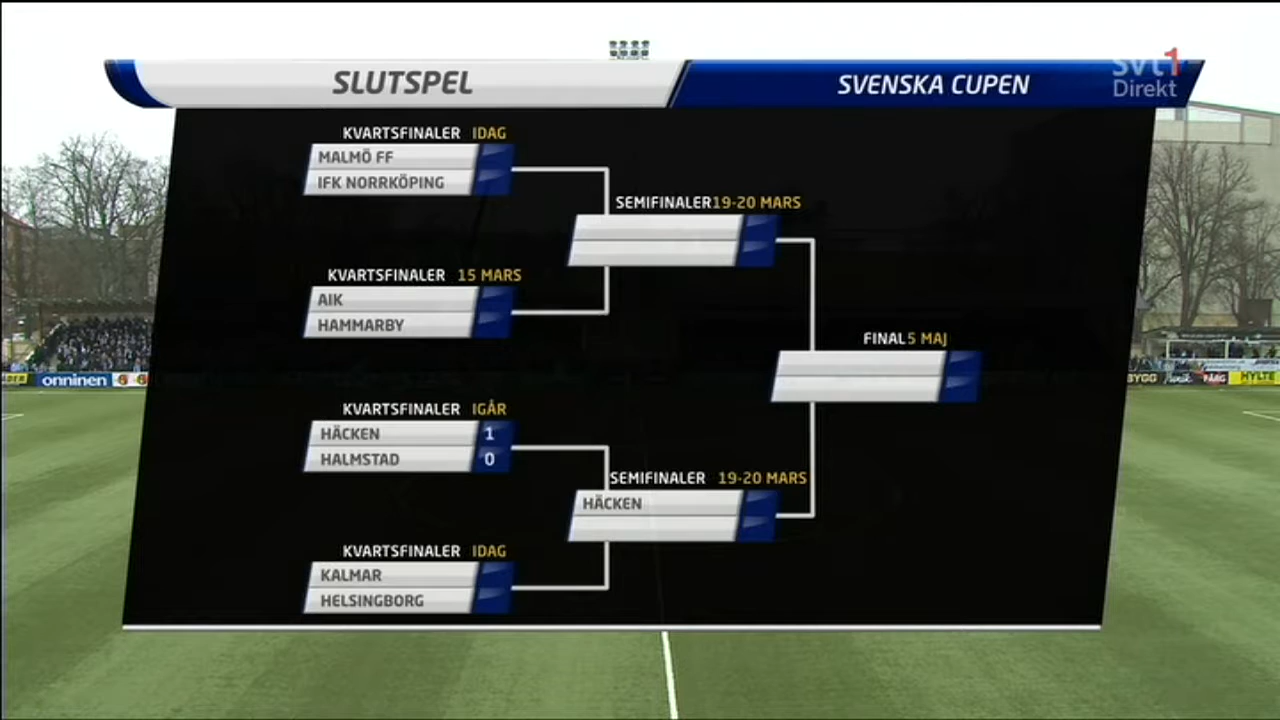 SLUTSPEL
SVENSKA CUPEN
svt1
Direkt
KVARTSFINALER IDAG
MALMÖ FF
IFK NORRKÖPING
SEMIFINALER 19-20 MARS
KVARTSFINALER 15 MARS
AIK
HAMMARBY
FINAL 5 MAJ
onninen
BYGG
MYLTE
KVARTSFINALER IGÅR
HÄCKEN 1
HALMSTAD 0
SEMIFINALER 19-20 MARS
HÄCKEN
KVARTSFINALER IDAG
KALMAR
HELSINGBORG